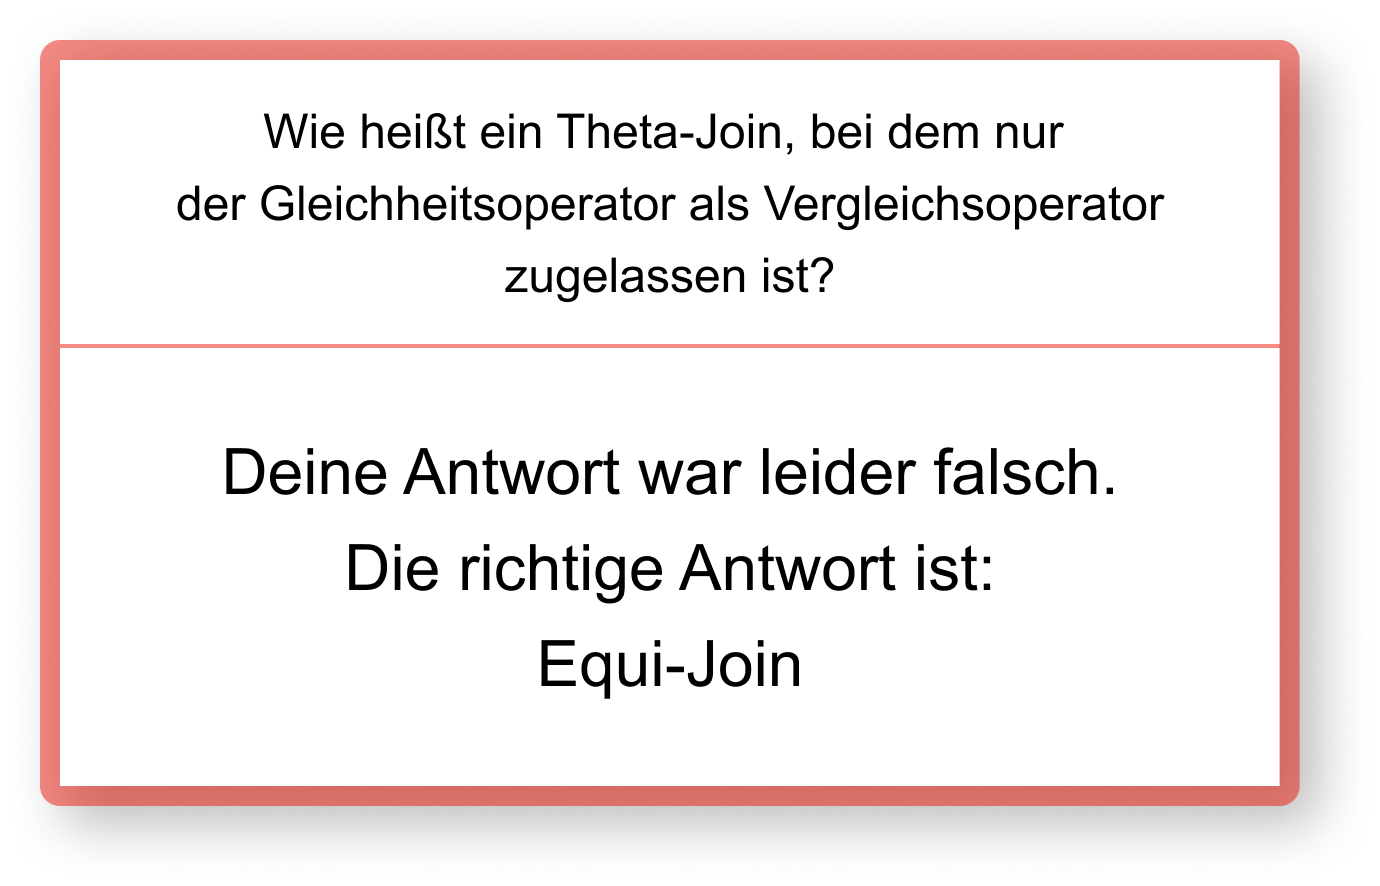 Wie heißt ein Theta-Join, bei dem nur
der Gleichheitsoperator als Vergleichsoperator
zugelassen ist?
Deine Antwort war leider falsch.
Die richtige Antwort ist:
Equi-Join